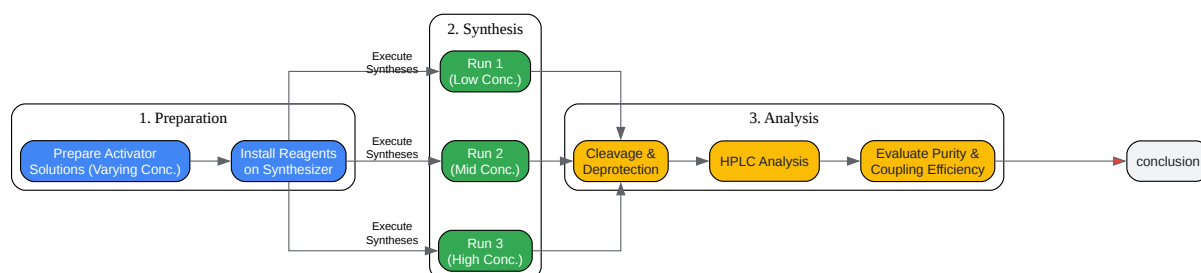 1. Preparation
Prepare Activator
Solutions (Varying Conc.)
Install Reagents
on Synthesizer
Execute
Syntheses
Execute
Syntheses
Execute
Syntheses
2. Synthesis
Run 1
(Low Conc.)
Run 2
(Mid Conc.)
Run 3
(High Conc.)
3. Analysis
Cleavage &
Deprotection
HPLC Analysis
Evaluate Purity &
Coupling Efficiency
conclusion